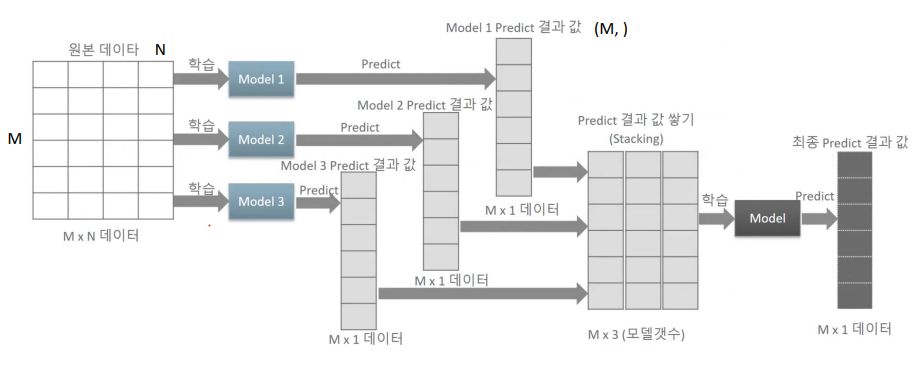 Model 1 Predict 결과 값 (M, )
원본 데이타 N
학습
Model 1
Predict
Model 2 Predict 결과 값
M
학습
Model 2
Predict
Predict 결과 값 쌓기
(Stacking)
최종 Predict 결과 값
Model 3 Predict 결과 값
학습
Model 3
Predict
M x 1 데이터
학습
Model
Predict
M x N 데이터
M x 1 데이터
M x 1 데이터
M x 3 (모델갯수)
M x 1 데이터